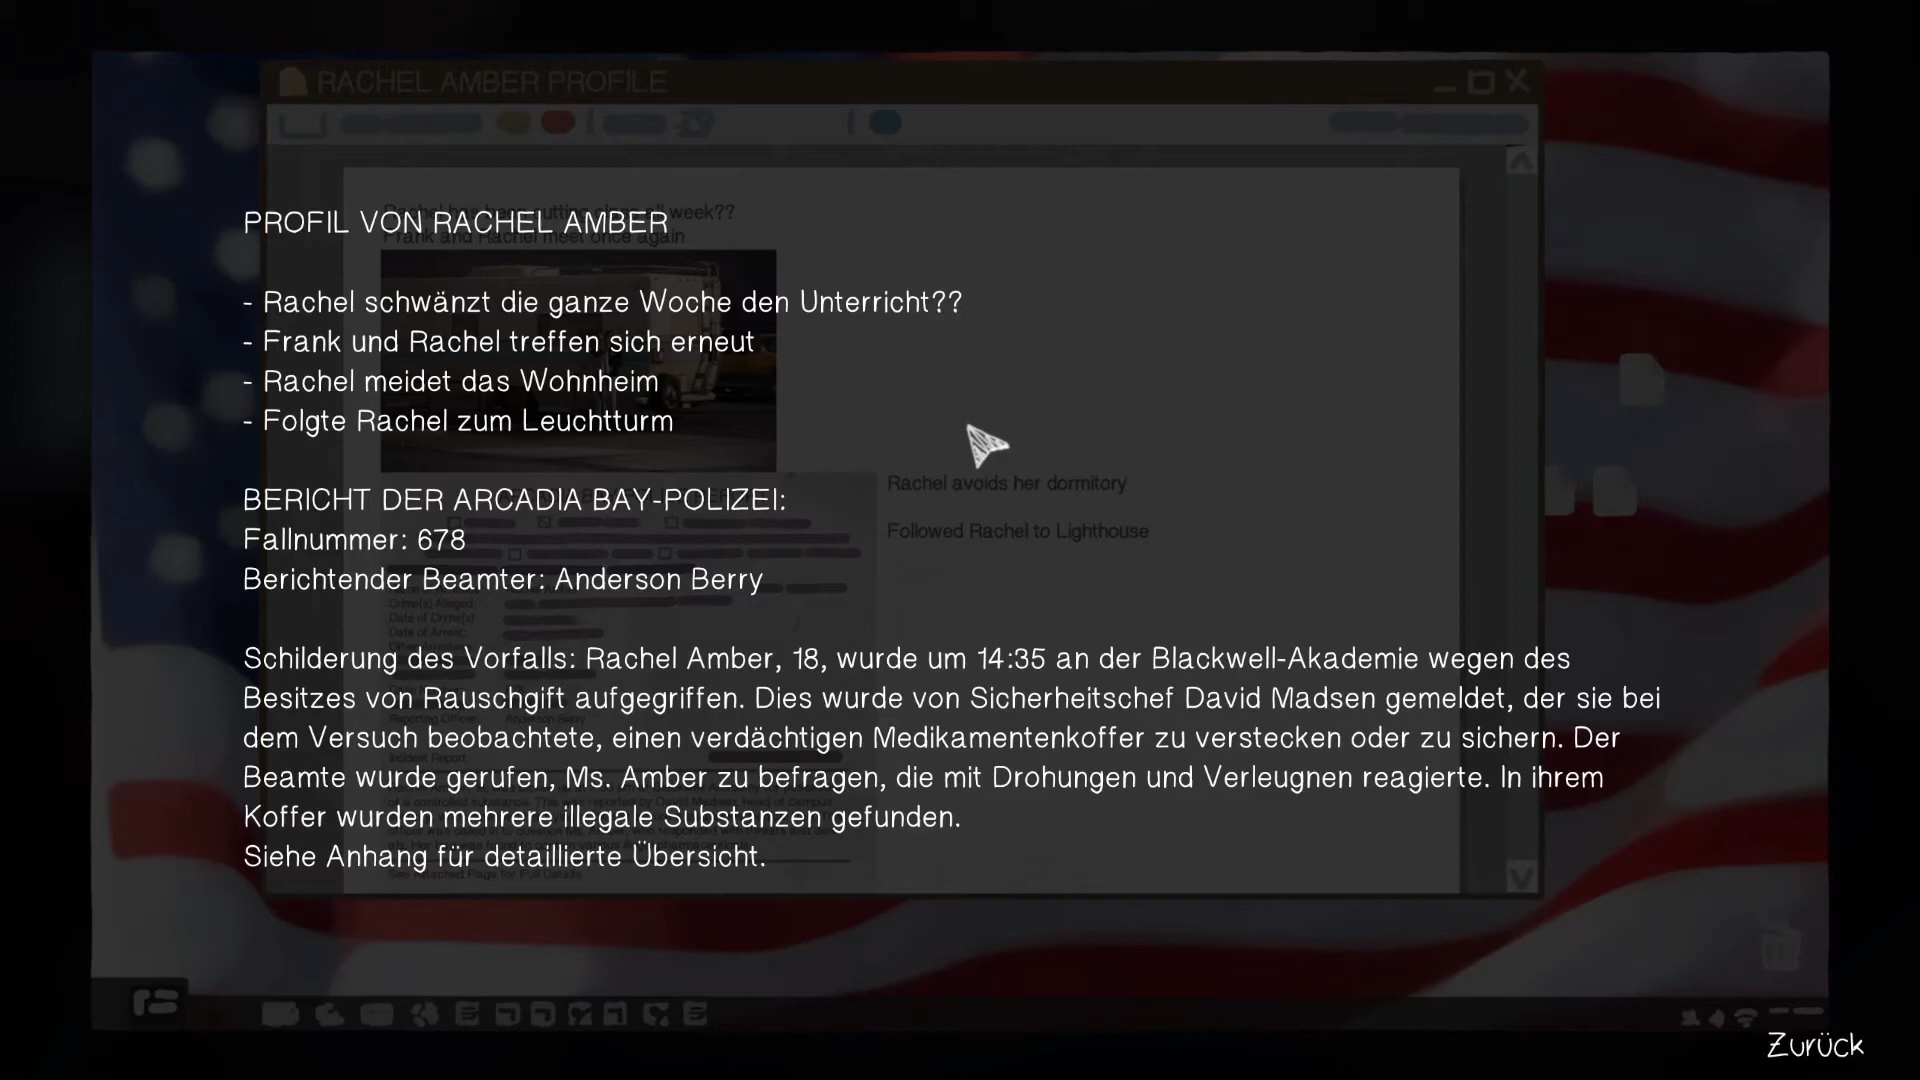 RACHEL AMBER PROFILE
PROFIL VON RACHEL AMBER
- Rachel schwänzt die ganze Woche den Unterricht??
- Frank und Rachel treffen sich erneut
- Rachel meidet das Wohnheim
- Folgte Rachel zum Leuchtturm
Rachel avoids her dormitory
Followed Rachel to Lighthouse
BERICHT DER ARCADIA BAY-POLIZEI:
Fallnummer: 678
Berichtender Beamter: Anderson Berry
Schilderung des Vorfalls: Rachel Amber, 18, wurde um 14:35 an der Blackwell-Akademie wegen des
Besitzes von Rauschgift aufgegriffen. Dies wurde von Sicherheitschef David Madsen gemeldet, der sie bei
dem Versuch beobachtete, einen verdächtigen Medikamentenkoffer zu verstecken oder zu sichern. Der
Beamte wurde gerufen, Ms. Amber zu befragen, die mit Drohungen und Verleugnen reagierte. In ihrem
Koffer wurden mehrere illegale Substanzen gefunden.
Siehe Anhang für detaillierte Übersicht.
See Attached Page for Full Details
Zurück